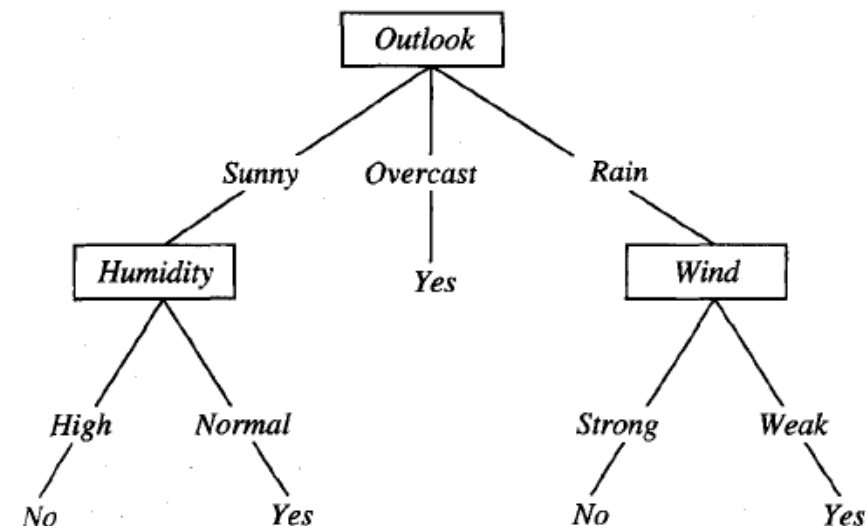 Outlook
Sunny Overcast Rain
Humidity Yes Wind
High Normal Strong Weak
No Yes No Yes